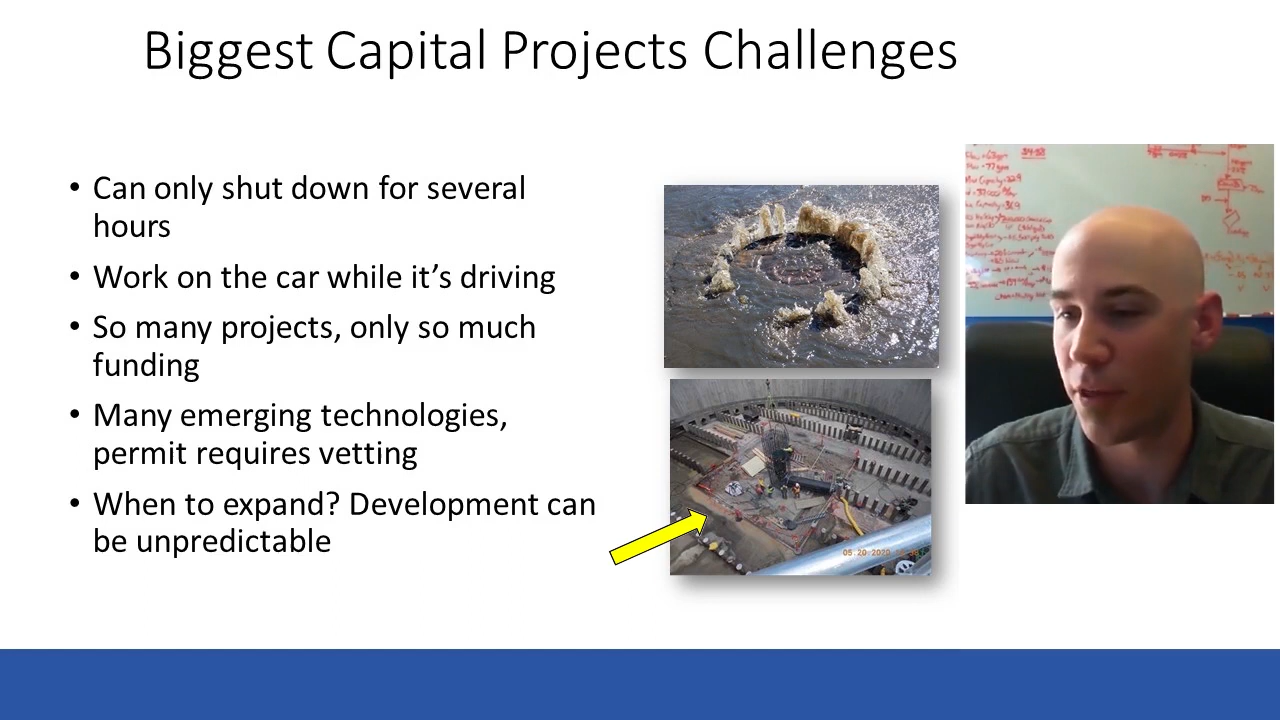 Biggest Capital Projects Challenges
• Can only shut down for several
hours
• Work on the car while it’s driving
• So many projects, only so much
funding
• Many emerging technologies,
permit requires vetting
• When to expand? Development can
be unpredictable
05.20.2020